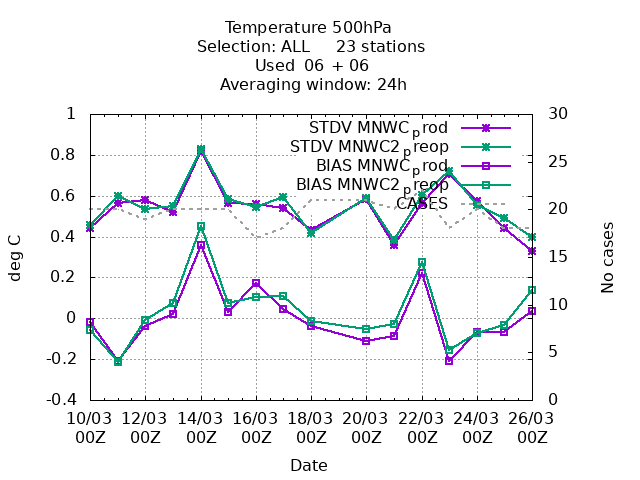 Temperature 500hPa
Selection: ALL 23 stations
Used 06 + 06
Averaging window: 24h
STDV MNWC_prod
STDV MNWC2_preop
BIAS MNWC_prod
BIAS MNWC2_preop
CASES
1
0.8
0.6
0.4
0.2
0
-0.2
-0.4
deg C
30
25
20
15
10
5
0
No cases
10/03 12/03 14/03 16/03 18/03 20/03 22/03 24/03 26/03
00Z 00Z 00Z 00Z 00Z 00Z 00Z 00Z 00Z
Date